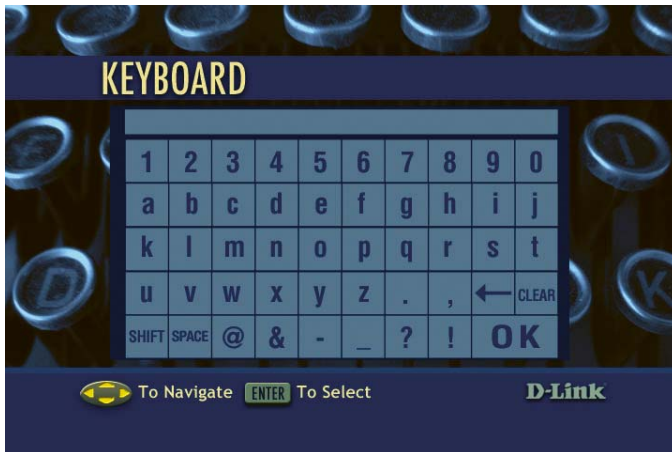 KEYBOARD
1 2 3 4 5 6 7 8 9 0
a b c d e f g h i j
k l m n o p q r s t
u v w x y z . , ← CLEAR
SHIFT SPACE @ & - _ ? ! OK
To Navigate ENTER To Select D-Link
D K